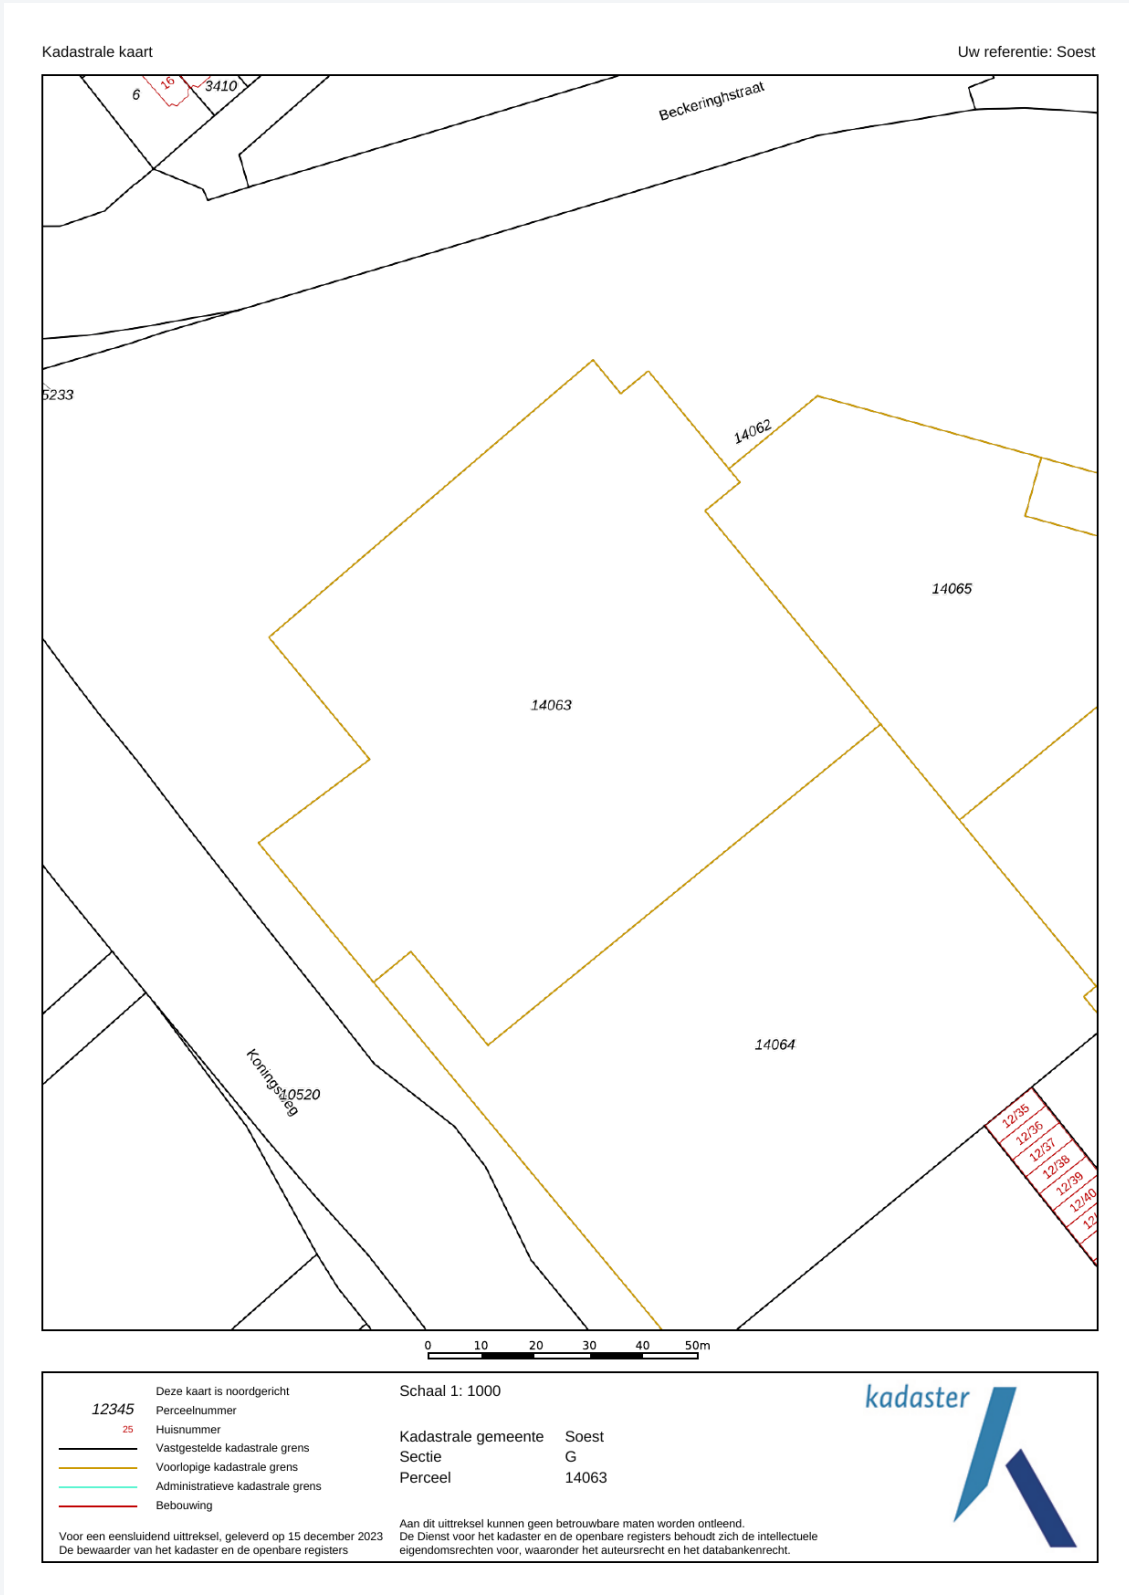 Kadastrale kaart
Uw referentie: Soest
16
3410
6
Beckeringhstraat
5233
14062
14065
14063
14064
Koningsweg
10520
12/35
12/36
12/37
12/38
12/39
12/40
12/
0 10 20 30 40 50m
Deze kaart is noordgericht
12345 Perceelnummer
25 Huisnummer
Vastgestelde kadastrale grens
Voorlopige kadastrale grens
Administratieve kadastrale grens
Bebouwing
Voor een eensluidend uittreksel, geleverd op 15 december 2023
De bewaarder van het kadaster en de openbare registers
Schaal 1: 1000
Kadastrale gemeente Soest
Sectie G
Perceel 14063
Aan dit uittreksel kunnen geen betrouwbare maten worden ontleend.
De Dienst voor het kadaster en de openbare registers behoudt zich de intellectuele
eigendomsrechten voor, waaronder het auteursrecht en het databankenrecht.
kadaster